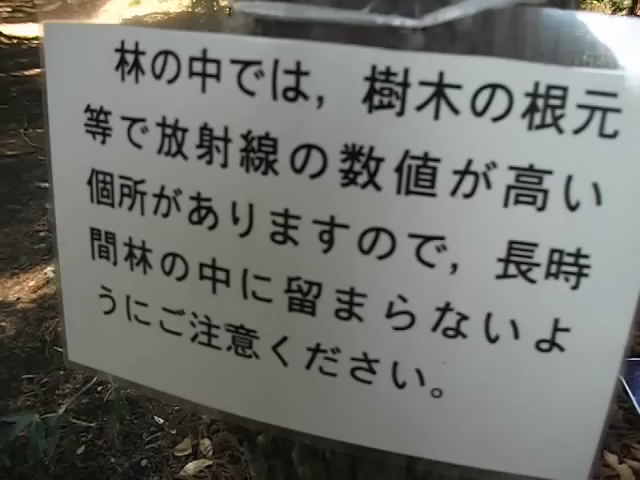 林の中では，樹木の根元
等で放射線の数値が高い
個所がありますので，長時
間林の中に留まらないよ
うにご注意ください。